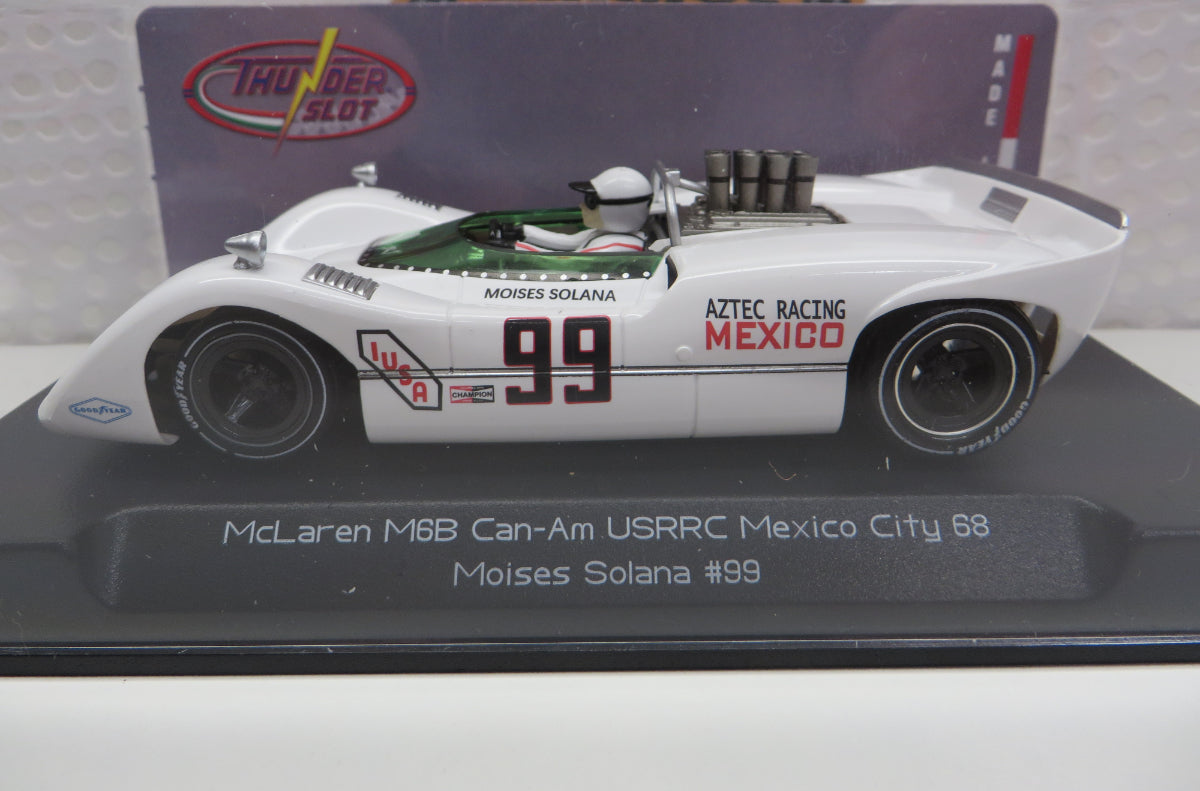 THUNDER
SLOT
MADE
MOISES SOLANA
99
AZTEC RACING
MEXICO
IUSA
CHAMPION
GOODYEAR
GOODYEAR
GOODYEAR
McLaren M6B Can-Am USRRC Mexico City 68
Moises Solana #99